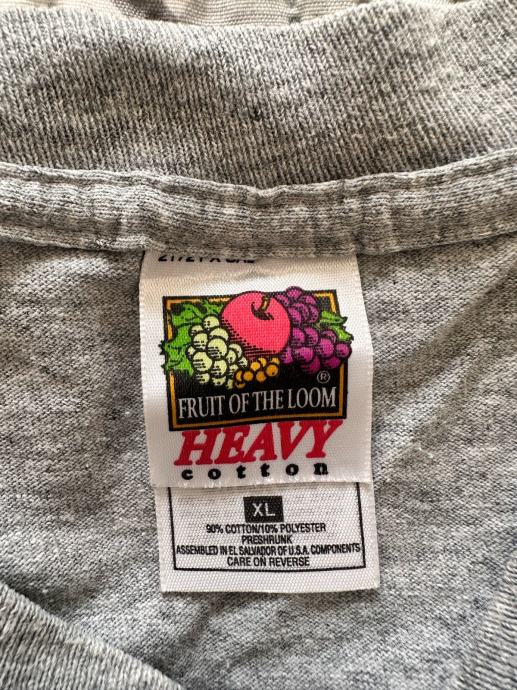 ®
FRUIT OF THE LOOM
HEAVY
cotton
XL
90% COTTON/10% POLYESTER
PRESHRUNK
ASSEMBLED IN EL SALVADOR OF U.S.A. COMPONENTS
CARE ON REVERSE